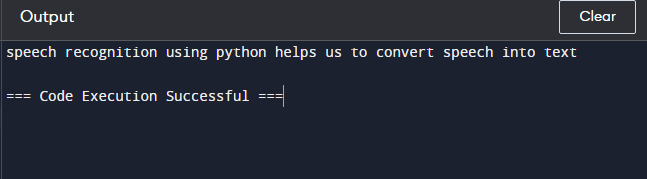 Output
Clear
speech recognition using python helps us to convert speech into text
=== Code Execution Successful ===